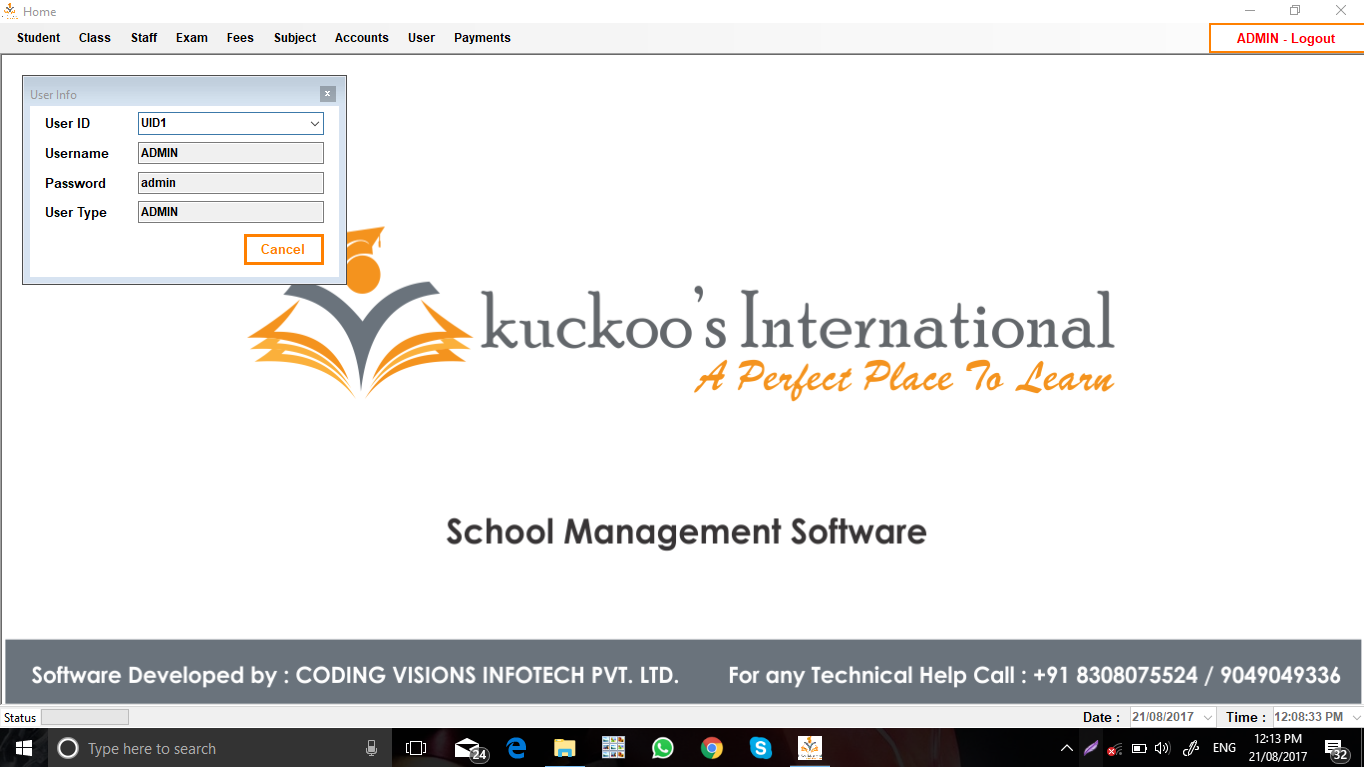 Home
Student Class Staff Exam Fees Subject Accounts User Payments ADMIN - Logout
User Info x
User ID UID1
Username ADMIN
Password admin
User Type ADMIN
Cancel
kuckoo's International
A Perfect Place To Learn
School Management Software
Software Developed by : CODING VISIONS INFOTECH PVT. LTD. For any Technical Help Call : +91 8308075524 / 9049049336
Status Date : 21/08/2017 Time : 12:08:33 PM
Type here to search 24 ENG 12:13 PM
21/08/2017 32